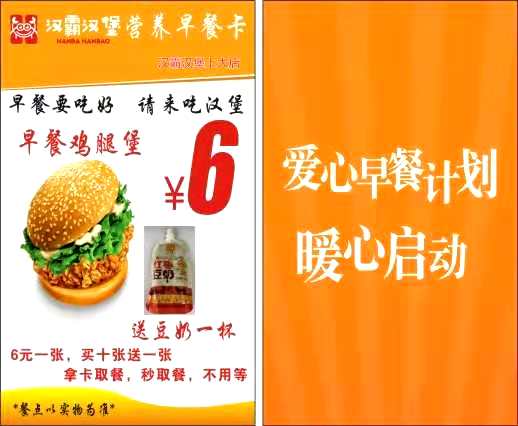 汉霸汉堡营养早餐卡
HANBA HANBAO
汉霸汉堡十大店
早餐要吃好 请来吃汉堡
早餐鸡腿堡
¥6
红枣
豆奶
送豆奶一杯
6元一张，买十张送一张
拿卡取餐，秒取餐，不用等
*餐点以实物为准*
爱心早餐计划
暖心启动